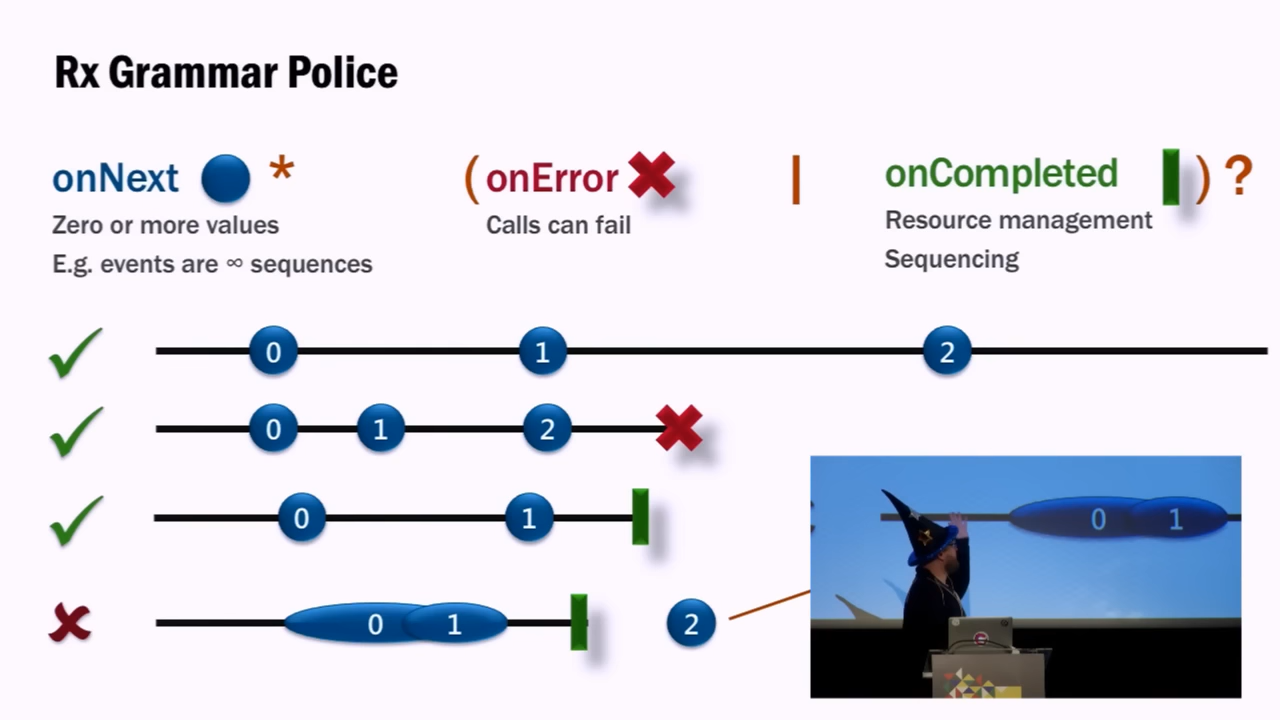 Rx Grammar Police
onNext * ( onError | onCompleted ) ?
Zero or more values Calls can fail Resource management
E.g. events are ∞ sequences Sequencing
0 1 2
0 1 2
0 1
0 1 2
0 1